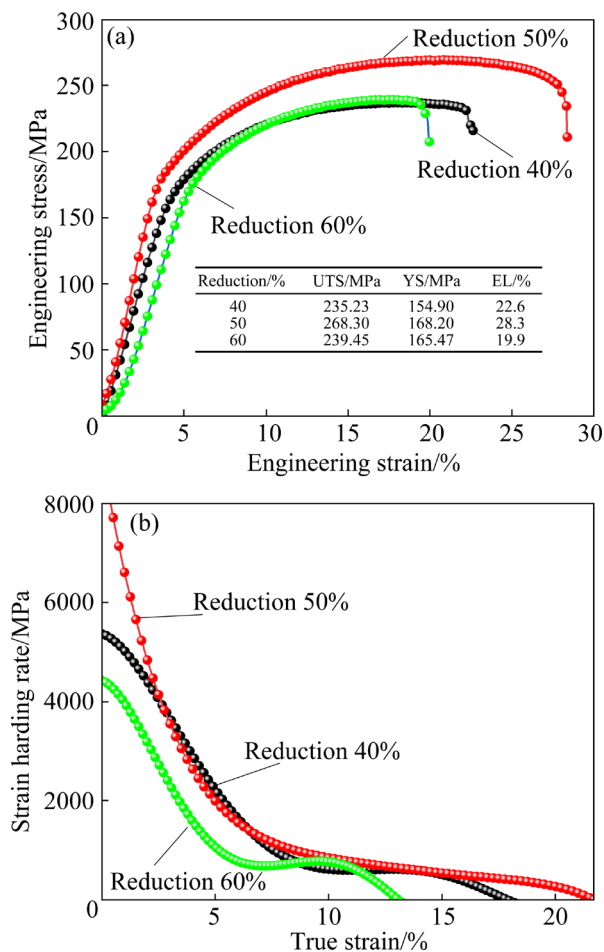 (a)
Reduction 50%
Reduction 40%
Reduction 60%
Engineering stress/MPa
300
250
200
150
100
50
0
5
10
15
20
25
30
Engineering strain/%
Reduction/% UTS/MPa YS/MPa EL/%
40 235.23 154.90 22.6
50 268.30 168.20 28.3
60 239.45 165.47 19.9
(b)
Reduction 50%
Reduction 40%
Reduction 60%
Strain harding rate/MPa
8000
6000
4000
2000
0
5
10
15
20
True strain/%